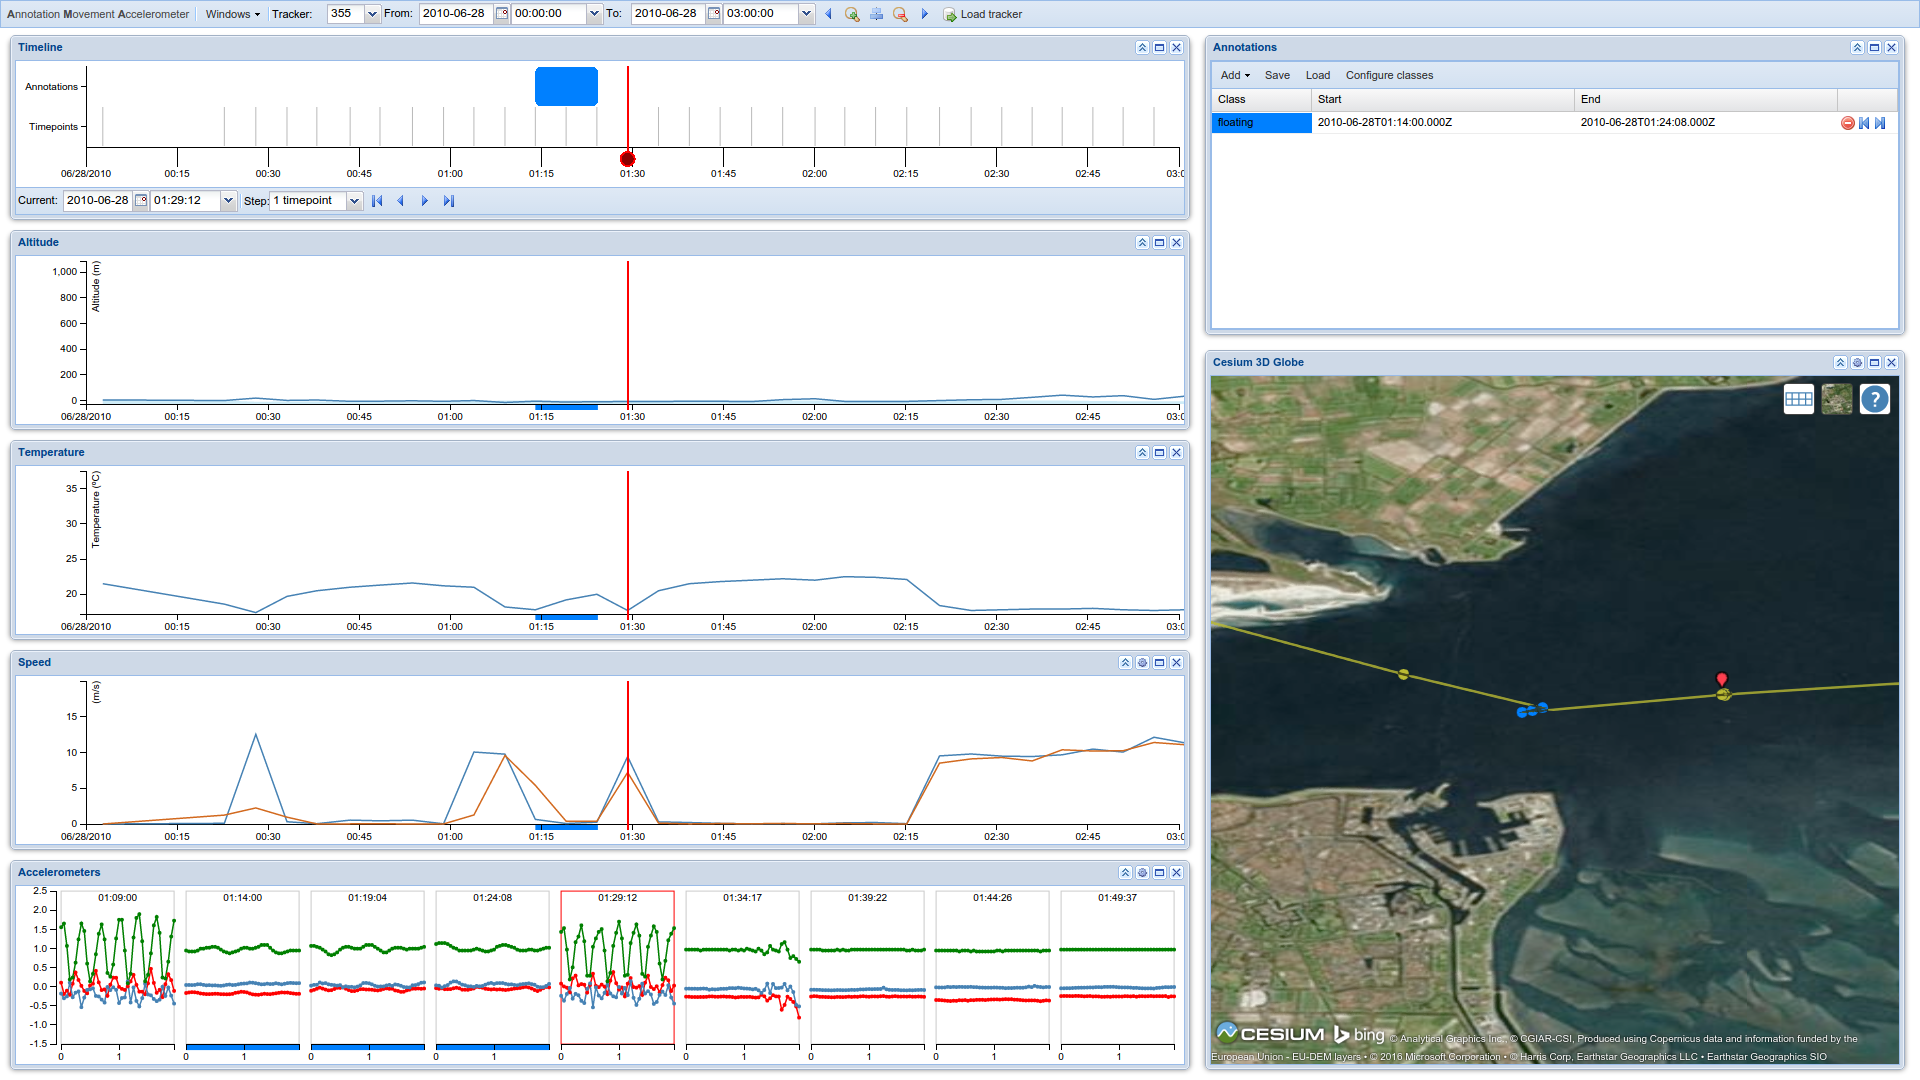 Annotation Movement Accelerometer Windows Tracker: 355 From: 2010-06-28 00:00:00 To: 2010-06-28 03:00:00 Load tracker
Timeline
Annotations
Timepoints
06/28/2010 00:15 00:30 00:45 01:00 01:15 01:30 01:45 02:00 02:15 02:30 02:45 03:0
Current: 2010-06-28 01:29:12 Step: 1 timepoint
Altitude
Altitude (m)
1,000
800
600
400
200
0
06/28/2010 00:15 00:30 00:45 01:00 01:15 01:30 01:45 02:00 02:15 02:30 02:45 03:0
Temperature
Temperature (°C)
35
30
25
20
06/28/2010 00:15 00:30 00:45 01:00 01:15 01:30 01:45 02:00 02:15 02:30 02:45 03:0
Speed
(m/s)
15
10
5
0
06/28/2010 00:15 00:30 00:45 01:00 01:15 01:30 01:45 02:00 02:15 02:30 02:45 03:0
Accelerometers
01:09:00 01:14:00 01:19:04 01:24:08 01:29:12 01:34:17 01:39:22 01:44:26 01:49:37
2.5
2.0
1.5
1.0
0.5
0.0
-0.5
-1.0
-1.5
0 1 0 1 0 1 0 1 0 1 0 1 0 1 0 1 0 1
Annotations
Add Save Load Configure classes
Class Start End
floating 2010-06-28T01:14:00.000Z 2010-06-28T01:24:08.000Z
Cesium 3D Globe
?
CESIUM bing © Analytical Graphics Inc., © CGIAR-CSI, Produced using Copernicus data and information funded by the
European Union - EU-DEM layers • © 2016 Microsoft Corporation • © Harris Corp, Earthstar Geographics LLC • Earthstar Geographics SIO